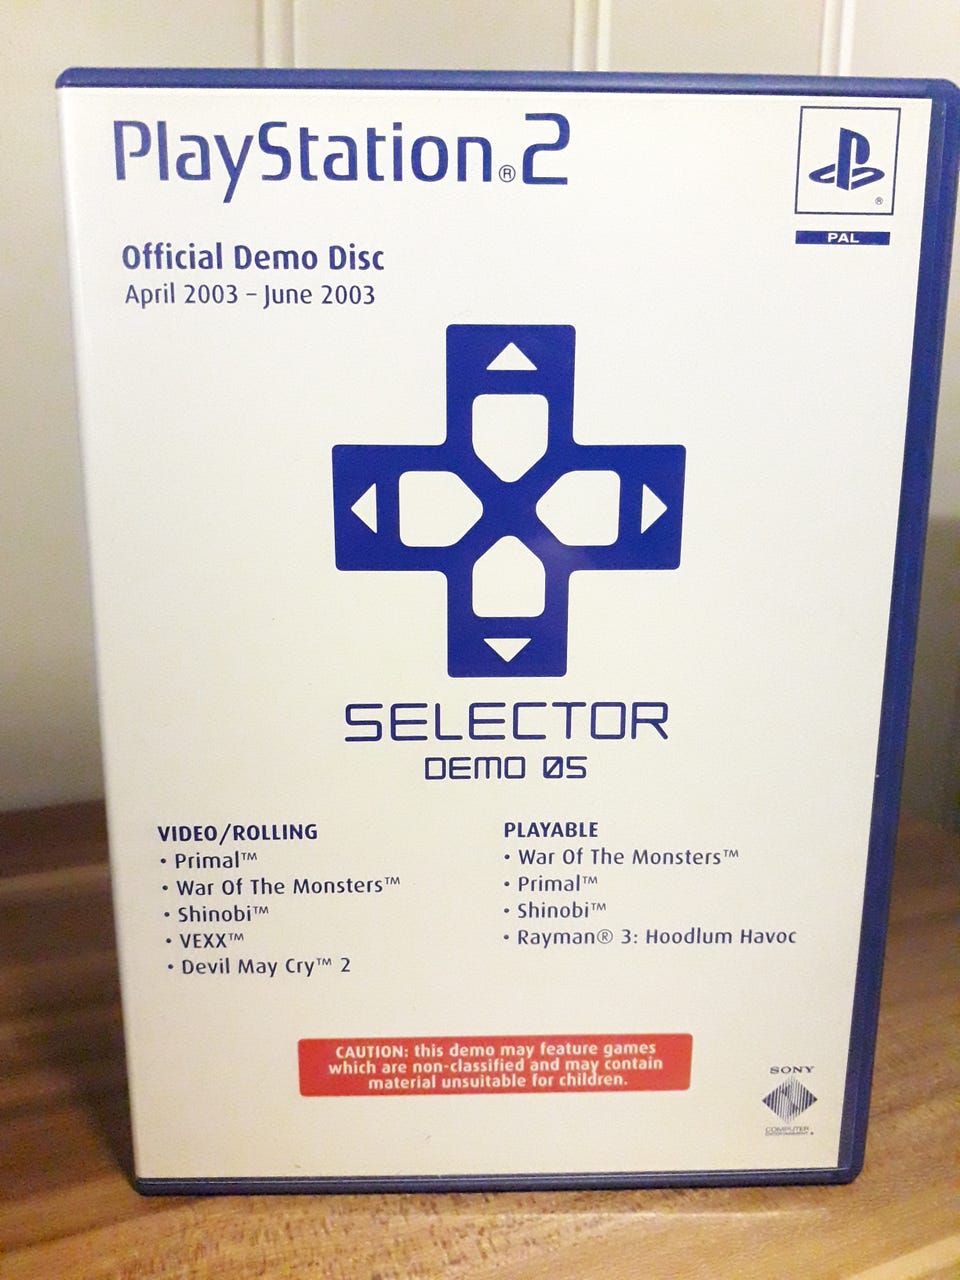 PlayStation®2
PAL
Official Demo Disc
April 2003 – June 2003
SELECTOR
DEMO 05
VIDEO/ROLLING
• Primal™
• War Of The Monsters™
• Shinobi™
• VEXX™
• Devil May Cry™ 2
PLAYABLE
• War Of The Monsters™
• Primal™
• Shinobi™
• Rayman® 3: Hoodlum Havoc
CAUTION: this demo may feature games
which are non-classified and may contain
material unsuitable for children.
SONY
COMPUTER
ENTERTAINMENT®